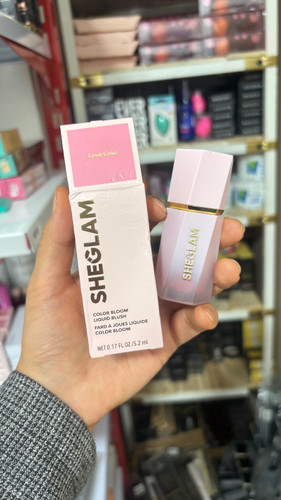 Love Cake
SHEGLAM
COLOR BLOOM
LIQUID BLUSH
FARD À JOUES LIQUIDE
COLOR BLOOM
NET 0.17 FL OZ/5.2 ml
SHEGLAM
EVER